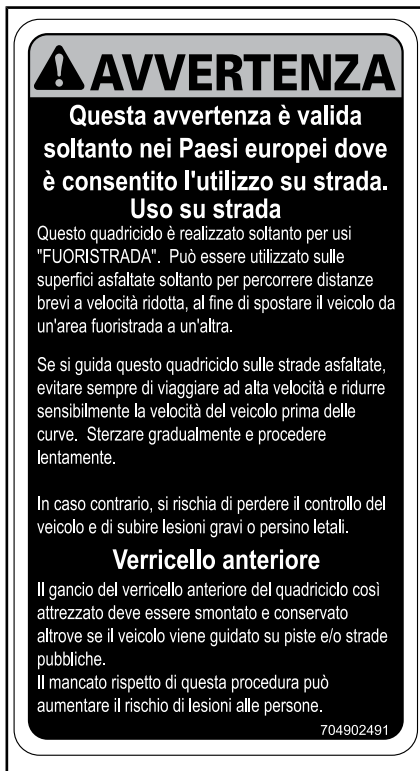 AVVERTENZA
Questa avvertenza è valida
soltanto nei Paesi europei dove
è consentito l'utilizzo su strada.
Uso su strada
Questo quadriciclo è realizzato soltanto per usi
"FUORISTRADA". Può essere utilizzato sulle
superfici asfaltate soltanto per percorrere distanze
brevi a velocità ridotta, al fine di spostare il veicolo da
un'area fuoristrada a un'altra.
Se si guida questo quadriciclo sulle strade asfaltate,
evitare sempre di viaggiare ad alta velocità e ridurre
sensibilmente la velocità del veicolo prima delle
curve. Sterzare gradualmente e procedere
lentamente.
In caso contrario, si rischia di perdere il controllo del
veicolo e di subire lesioni gravi o persino letali.
Verricello anteriore
Il gancio del verricello anteriore del quadriciclo così
attrezzato deve essere smontato e conservato
altrove se il veicolo viene guidato su piste e/o strade
pubbliche.
Il mancato rispetto di questa procedura può
aumentare il rischio di lesioni alle persone.
704902491